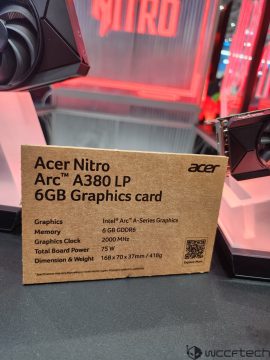 NITRO
Acer Nitro
Arc™ A380 LP
6GB Graphics card
acer
Graphics Intel® Arc™ A-Series Graphics
Memory 6 GB GDDR6
Graphics Clock 2000 MHz
Total Board Power 75 W
Dimension & Weight 168 x 70 x 37mm / 418g
wccftech